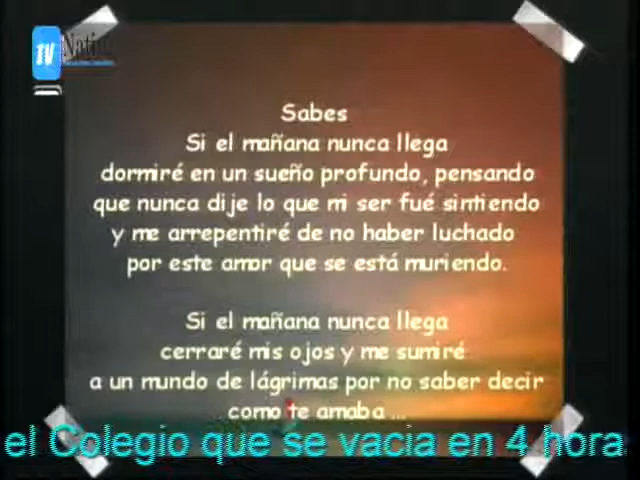 TV
Sabes
Si el mañana nunca llega
dormiré en un sueño profundo, pensando
que nunca dije lo que mi ser fué sintiendo
y me arrepentiré de no haber luchado
por este amor que se está muriendo.
Si el mañana nunca llega
cerraré mis ojos y me sumiré
a un mundo de lágrimas por no saber decir
como te amaba ...
el Colegio que se vacia en 4 hora